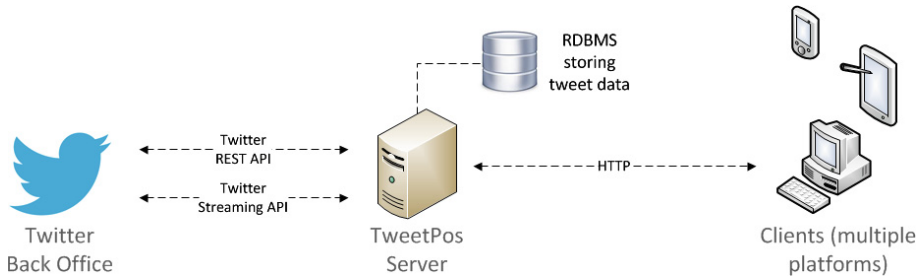 RDBMS
storing
tweet data
Twitter
REST API
Twitter
Streaming API
HTTP
Twitter
Back Office
TweetPos
Server
Clients (multiple
platforms)